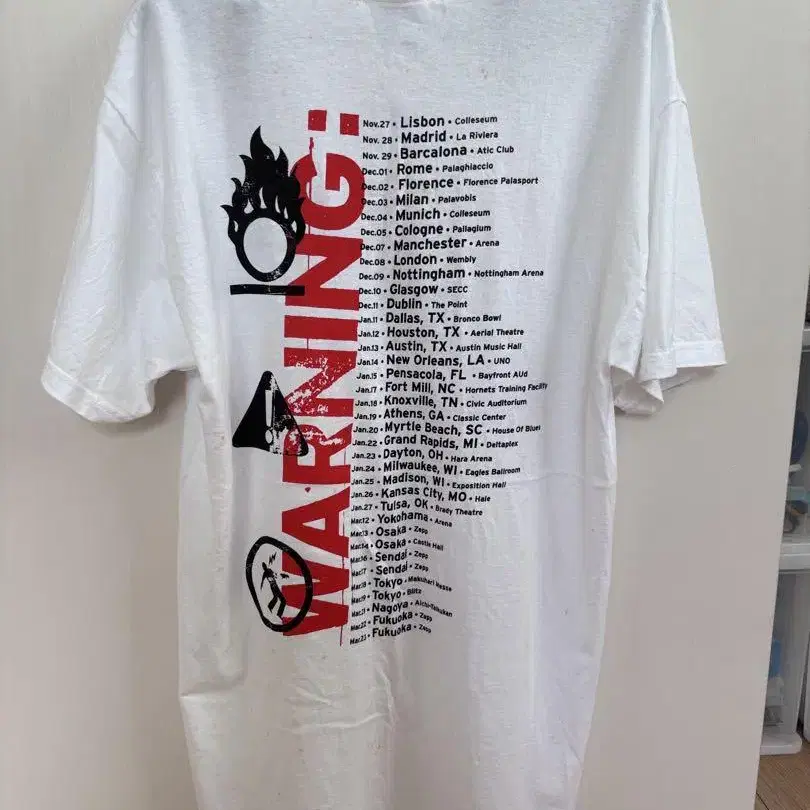 WARNING:
Nov.27 • Lisbon • Colleseum
Nov. 28 • Madrid • La Riviera
Nov. 29 • Barcalona • Atic Club
Dec.01 • Rome • Palaghiaccio
Dec.02 • Florence • Florence Palasport
Dec.03 • Milan • Palavobis
Dec.04 • Munich • Colleseum
Dec.05 • Cologne • Pallagium
Dec.07 • Manchester • Arena
Dec.08 • London • Wembly
Dec.09 • Nottingham • Nottingham Arena
Dec.10 • Glasgow • SECC
Dec.11 • Dublin • The Point
Jan.11 • Dallas, TX • Bronco Bowl
Jan.12 • Houston, TX • Aerial Theatre
Jan.13 • Austin, TX • Austin Music Hall
Jan.14 • New Orleans, LA • UNO
Jan.15 • Pensacola, FL • Bayfront AUd
Jan.17 • Fort Mill, NC • Hornets Training Facility
Jan.18 • Knoxville, TN • Civic Auditorium
Jan.19 • Athens, GA • Classic Center
Jan.20 • Myrtle Beach, SC • House Of Blues
Jan.22 • Grand Rapids, MI • Deltaplex
Jan.23 • Dayton, OH • Hara Arena
Jan.24 • Milwaukee, WI • Eagles Ballroom
Jan.25 • Madison, WI • Exposition Hall
Jan.26 • Kansas City, MO • Hale
Jan.27 • Tulsa, OK • Brady Theatre
Mar.12 • Yokohama • Arena
Mar.13 • Osaka • Zepp
Mar.14 • Osaka • Castle Hall
Mar.16 • Sendai • Zepp
Mar.17 • Sendai • Zepp
Mar.18 • Tokyo • Makuhari Messe
Mar.19 • Tokyo • Blitz
Mar.21 • Nagoya • Aichi-Taiikukan
Mar.22 • Fukuoka • Zepp
Mar.23 • Fukuoka • Zepp